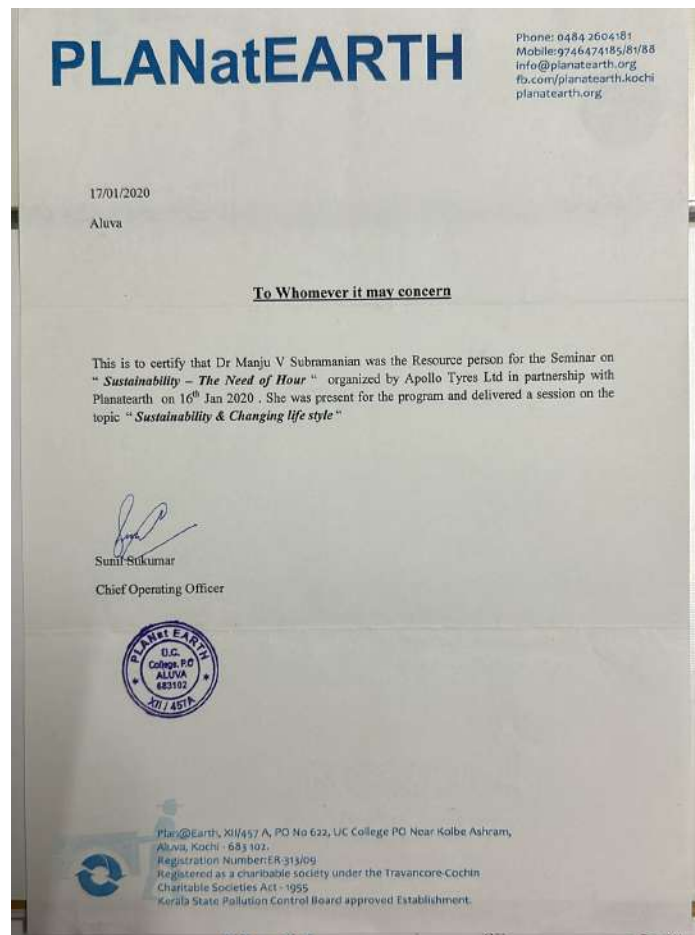 PLANatEARTH
Phone: 0484 2604181
Mobile:9746474185/81/88
info@planatearth.org
fb.com/planatearth.kochi
planatearth.org
17/01/2020
Aluva
To Whomever it may concern
This is to certify that Dr Manju V Subramanian was the Resource person for the Seminar on
“ Sustainability – The Need of Hour “ organized by Apollo Tyres Ltd in partnership with
Planatearth on 16th Jan 2020 . She was present for the program and delivered a session on the
topic “ Sustainability & Changing life style “
Sunil Sukumar
Chief Operating Officer
PLANat EARTH
U.C.
College. P.O
ALUVA
683102
XII / 457A
Plan@Earth, XII/457 A, PO No 622, UC College PO Near Kolbe Ashram,
Aluva, Kochi - 683 102.
Registration Number:ER-313/09
Registered as a charibable society under the Travancore-Cochin
Charitable Societies Act - 1955
Kerala State Pollution Control Board approved Establishment.